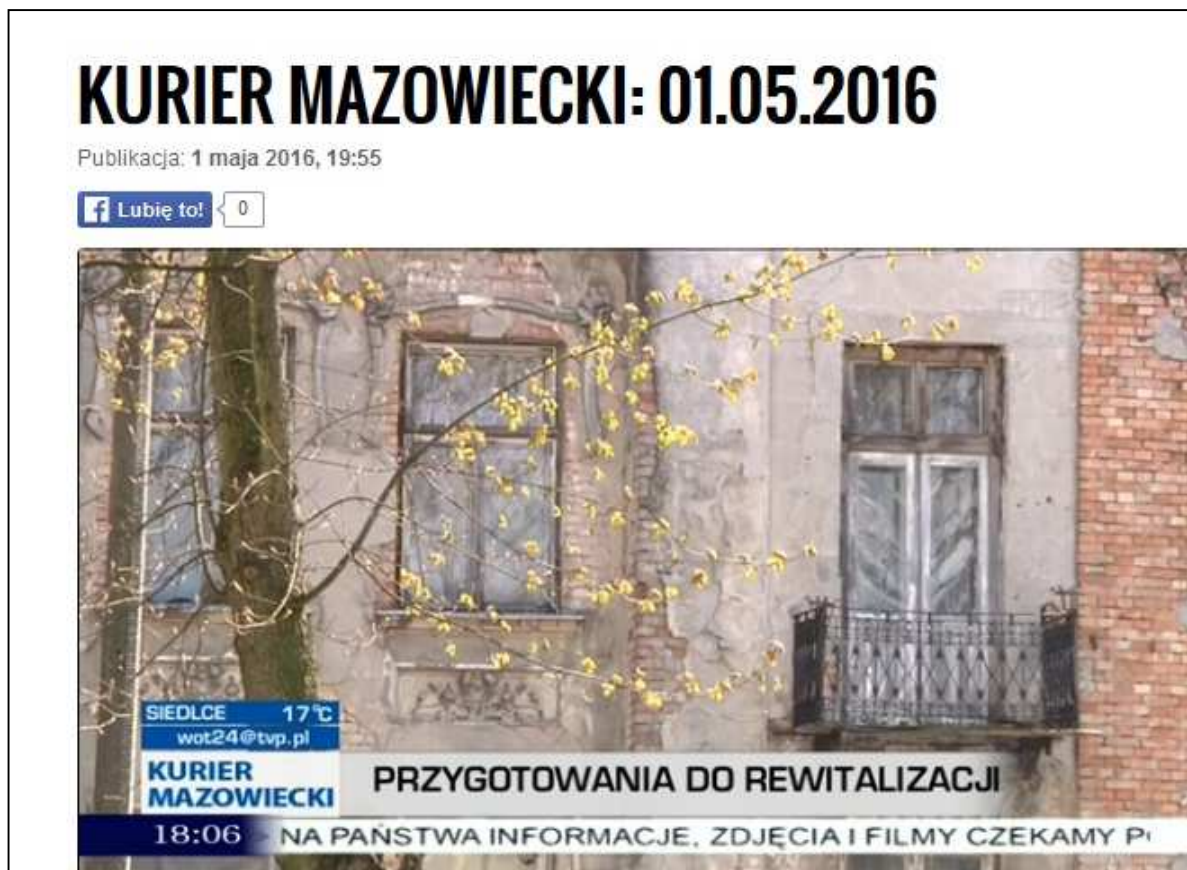 KURIER MAZOWIECKI: 01.05.2016
Publikacja: 1 maja 2016, 19:55
Lubię to! 0
SIEDLCE 17°C
wot24@tvp.pl
KURIER
MAZOWIECKI
PRZYGOTOWANIA DO REWITALIZACJI
18:06 NA PAŃSTWA INFORMACJE, ZDJĘCIA I FILMY CZEKAMY